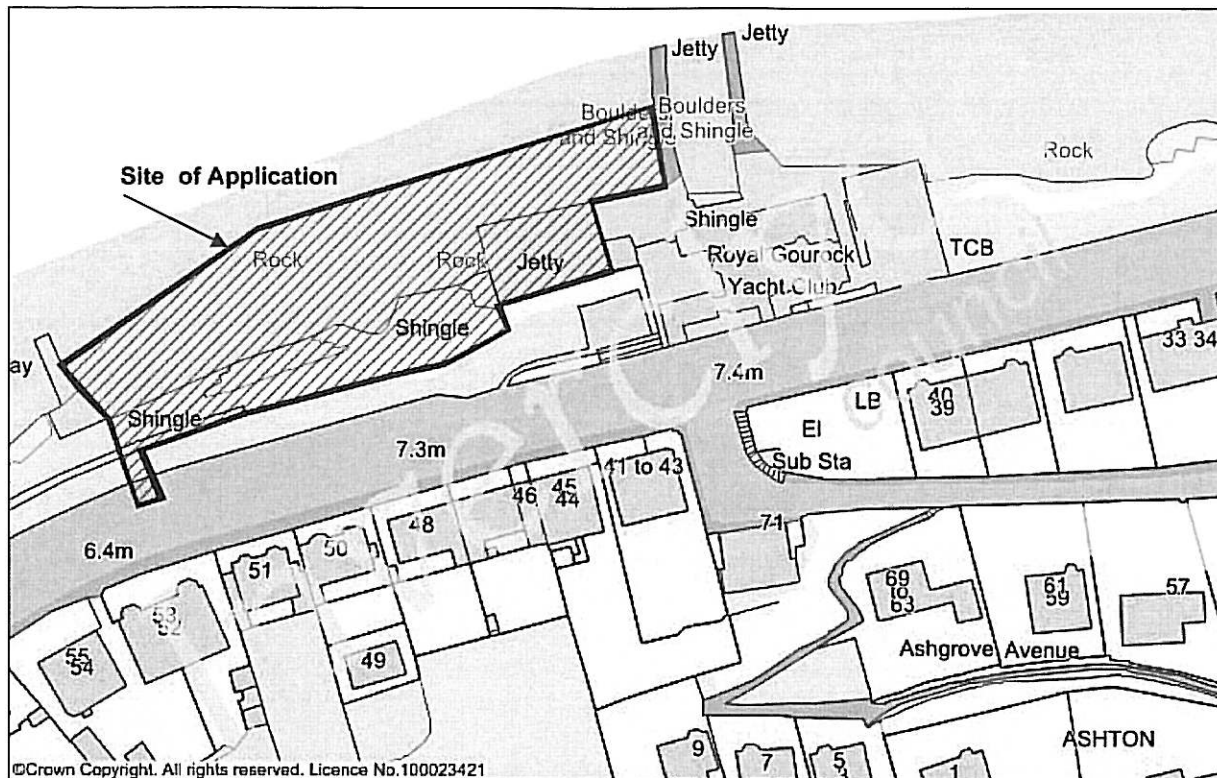 Jetty
Jetty
Boulders
and Shingle
Boulders
and Shingle
Rock
Site of Application
Shingle
Rock
Rock
Jetty
Royal Gourock
Yacht Club
TCB
Shingle
ay
33 34
7.4m
40
39
LB
El
Sub Sta
Shingle
7.3m
41 to 43
45
44
46
48
71
6.4m
50
51
53
52
69
to
63
61
59
57
55
54
49
Ashgrove Avenue
ASHTON
9
7
5
3
1
council
©Crown Copyright. All rights reserved. Licence No.100023421